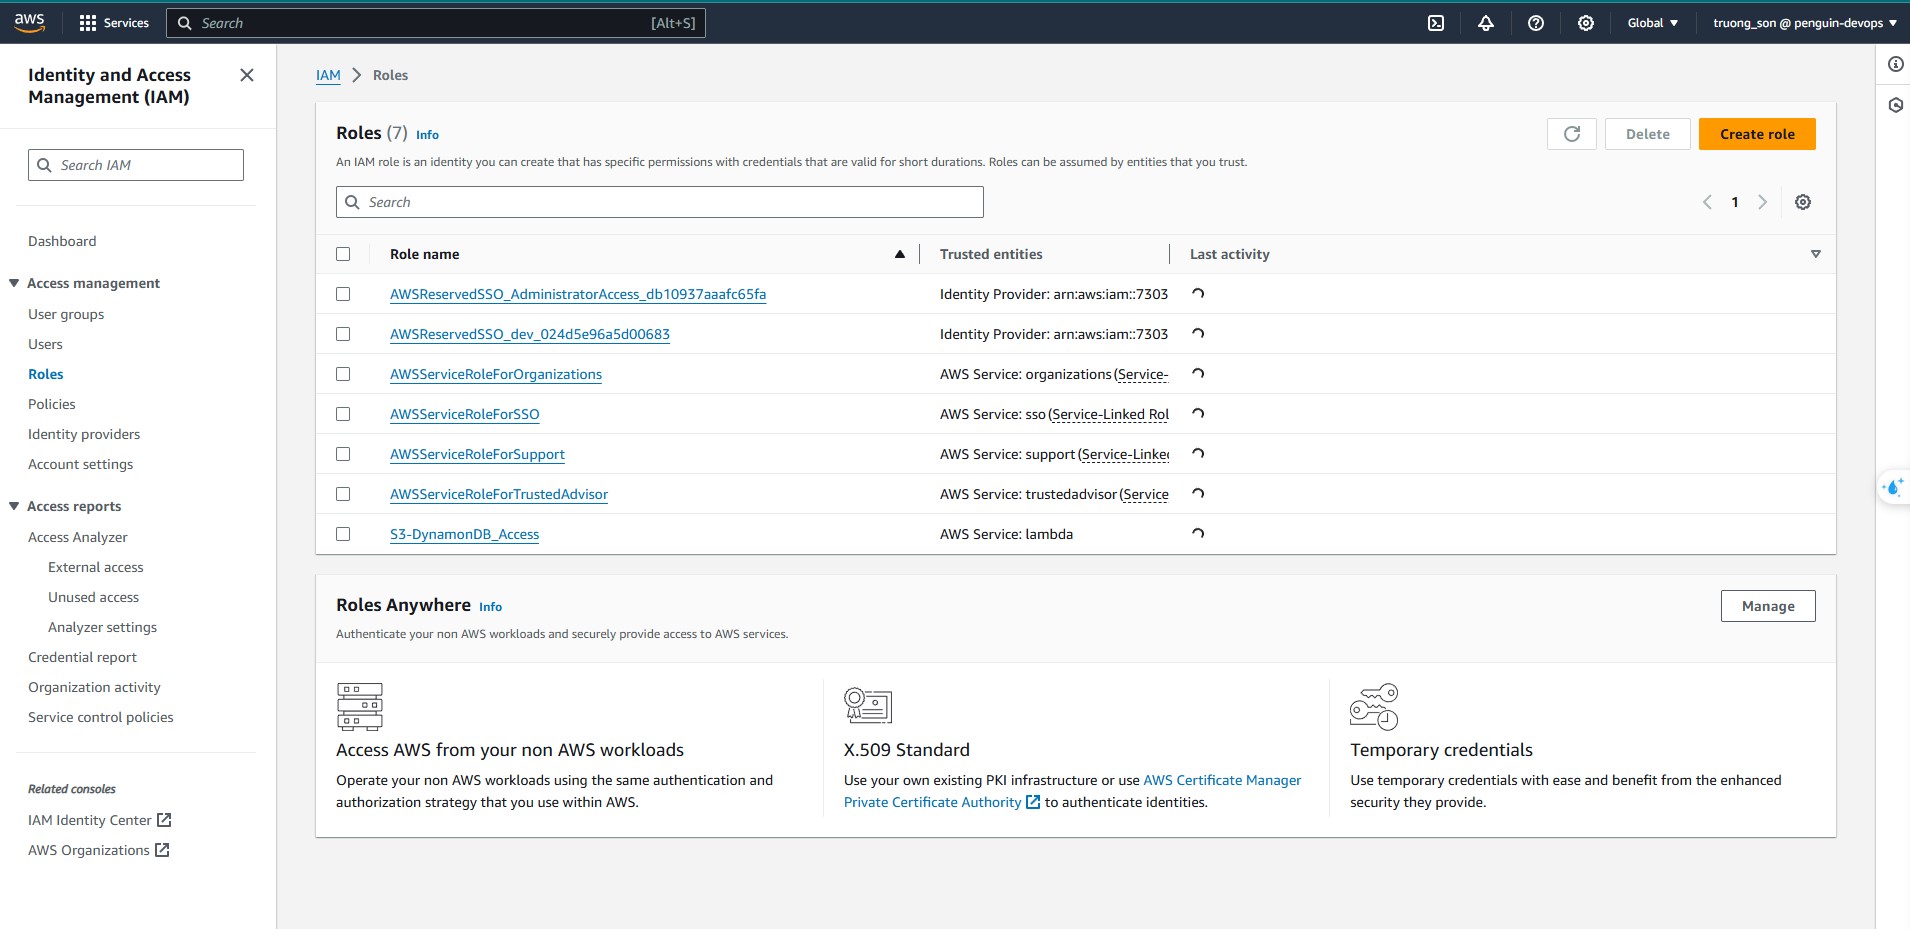 aws
Services
Search
[Alt+S]
Global
truong_son @ penguin-devops
Identity and Access
Management (IAM)
Search IAM
Dashboard
Access management
User groups
Users
Roles
Policies
Identity providers
Account settings
Access reports
Access Analyzer
External access
Unused access
Analyzer settings
Credential report
Organization activity
Service control policies
Related consoles
IAM Identity Center
AWS Organizations
IAM > Roles
Roles (7) Info
Delete
Create role
An IAM role is an identity you can create that has specific permissions with credentials that are valid for short durations. Roles can be assumed by entities that you trust.
Search
1
Role name
Trusted entities
Last activity
AWSReservedSSO_AdministratorAccess_db10937aaafc65fa
Identity Provider: arn:aws:iam::7303
AWSReservedSSO_dev_024d5e96a5d00683
Identity Provider: arn:aws:iam::7303
AWSServiceRoleForOrganizations
AWS Service: organizations (Service-
AWSServiceRoleForSSO
AWS Service: sso (Service-Linked Rol
AWSServiceRoleForSupport
AWS Service: support (Service-Linked
AWSServiceRoleForTrustedAdvisor
AWS Service: trustedadvisor (Service
S3-DynamonDB_Access
AWS Service: lambda
Roles Anywhere Info
Manage
Authenticate your non AWS workloads and securely provide access to AWS services.
Access AWS from your non AWS workloads
Operate your non AWS workloads using the same authentication and
authorization strategy that you use within AWS.
X.509 Standard
Use your own existing PKI infrastructure or use AWS Certificate Manager
Private Certificate Authority to authenticate identities.
Temporary credentials
Use temporary credentials with ease and benefit from the enhanced
security they provide.